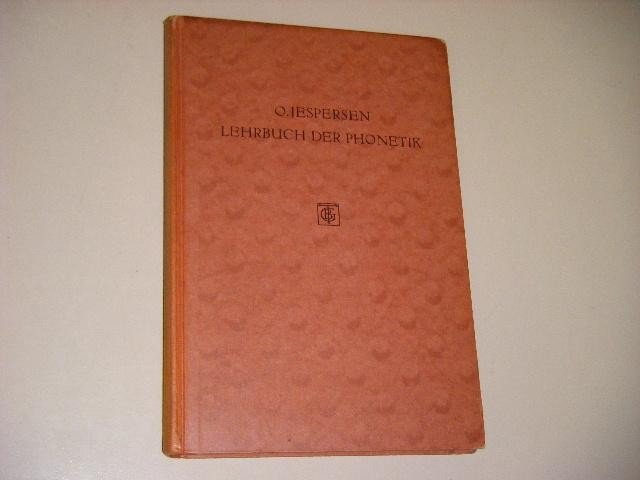 O. JESPERSEN
LEHRBUCH DER PHONETIK